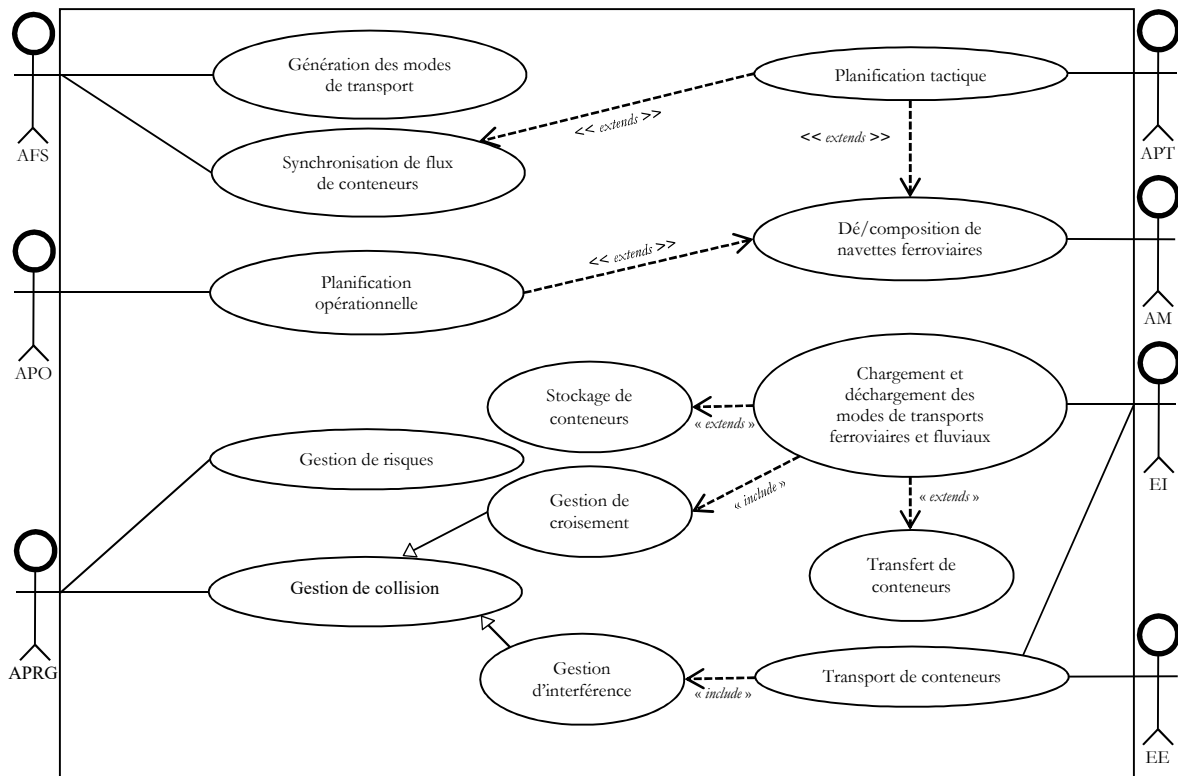 Génération des modes
de transport
Planification tactique
<< extends >>
<< extends >>
AFS
APT
Synchronisation de flux
de conteneurs
Dé/composition de
navettes ferroviaires
<< extends >>
Planification
opérationnelle
AM
APO
Chargement et
déchargement des
modes de transports
ferroviaires et fluviaux
Stockage de
conteneurs
« extends »
Gestion de risques
EI
« include »
« extends »
Gestion de
croisement
Transfert de
conteneurs
Gestion de collision
APRG
Gestion
d'interférence
« include »
Transport de conteneurs
EE